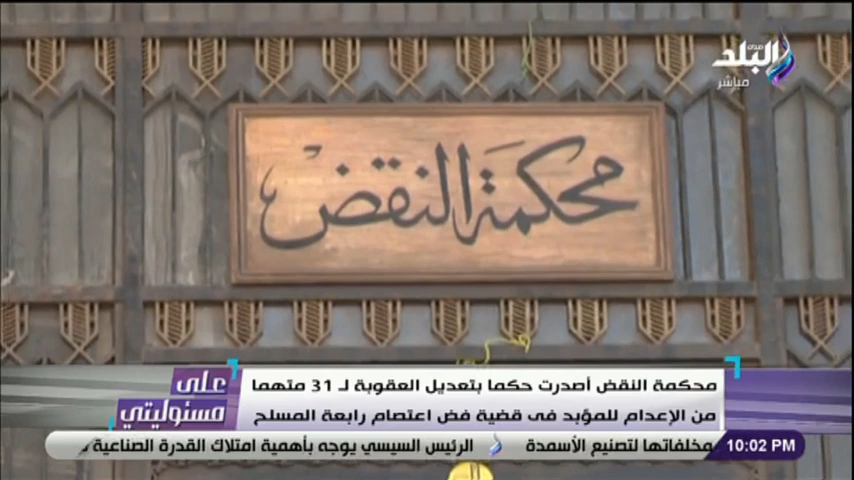 صدى
البلد
مباشر
محكمة النقض
على
مسئوليتي
محكمة النقض أصدرت حكما بتعديل العقوبة لـ 31 متهما
من الإعدام للمؤبد فى قضية فض اعتصام رابعة المسلح
10:02 PM
مخلفاتها لتصنيع الأسمدة
الرئيس السيسي يوجه بأهمية امتلاك القدرة الصناعية